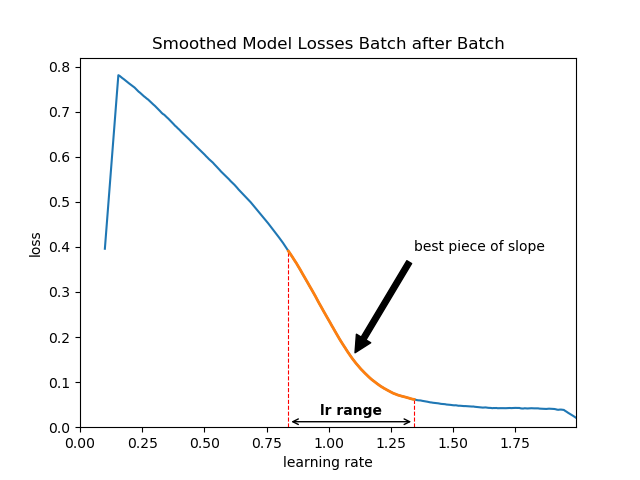 Smoothed Model Losses Batch after Batch
0.8
0.7
0.6
0.5
0.4
0.3
0.2
0.1
0.0
loss
best piece of slope
lr range
0.00 0.25 0.50 0.75 1.00 1.25 1.50 1.75
learning rate